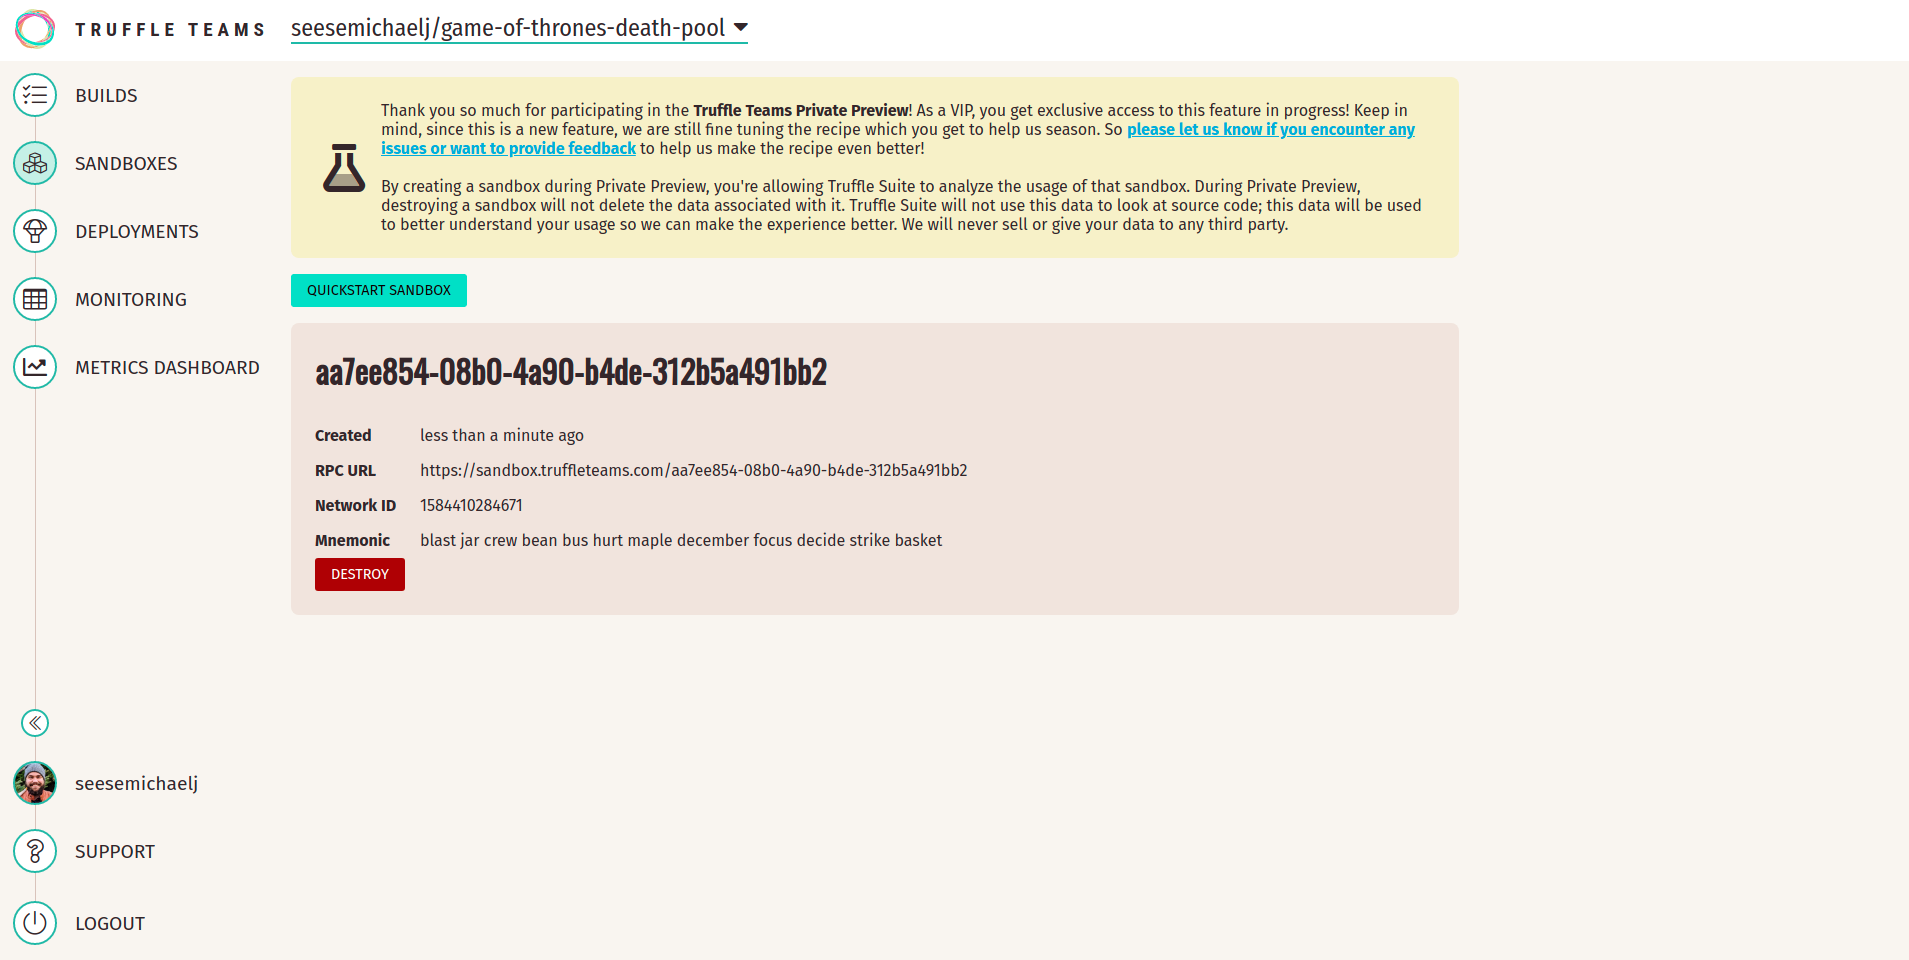 TRUFFLE TEAMS
seesemichaelj/game-of-thrones-death-pool
BUILDS
SANDBOXES
DEPLOYMENTS
MONITORING
METRICS DASHBOARD
Thank you so much for participating in the Truffle Teams Private Preview! As a VIP, you get exclusive access to this feature in progress! Keep in
mind, since this is a new feature, we are still fine tuning the recipe which you get to help us season. So please let us know if you encounter any
issues or want to provide feedback to help us make the recipe even better!
By creating a sandbox during Private Preview, you're allowing Truffle Suite to analyze the usage of that sandbox. During Private Preview,
destroying a sandbox will not delete the data associated with it. Truffle Suite will not use this data to look at source code; this data will be used
to better understand your usage so we can make the experience better. We will never sell or give your data to any third party.
QUICKSTART SANDBOX
aa7ee854-08b0-4a90-b4de-312b5a491bb2
Created less than a minute ago
RPC URL https://sandbox.truffleteams.com/aa7ee854-08b0-4a90-b4de-312b5a491bb2
Network ID 1584410284671
Mnemonic blast jar crew bean bus hurt maple december focus decide strike basket
DESTROY
seesemichaelj
SUPPORT
LOGOUT